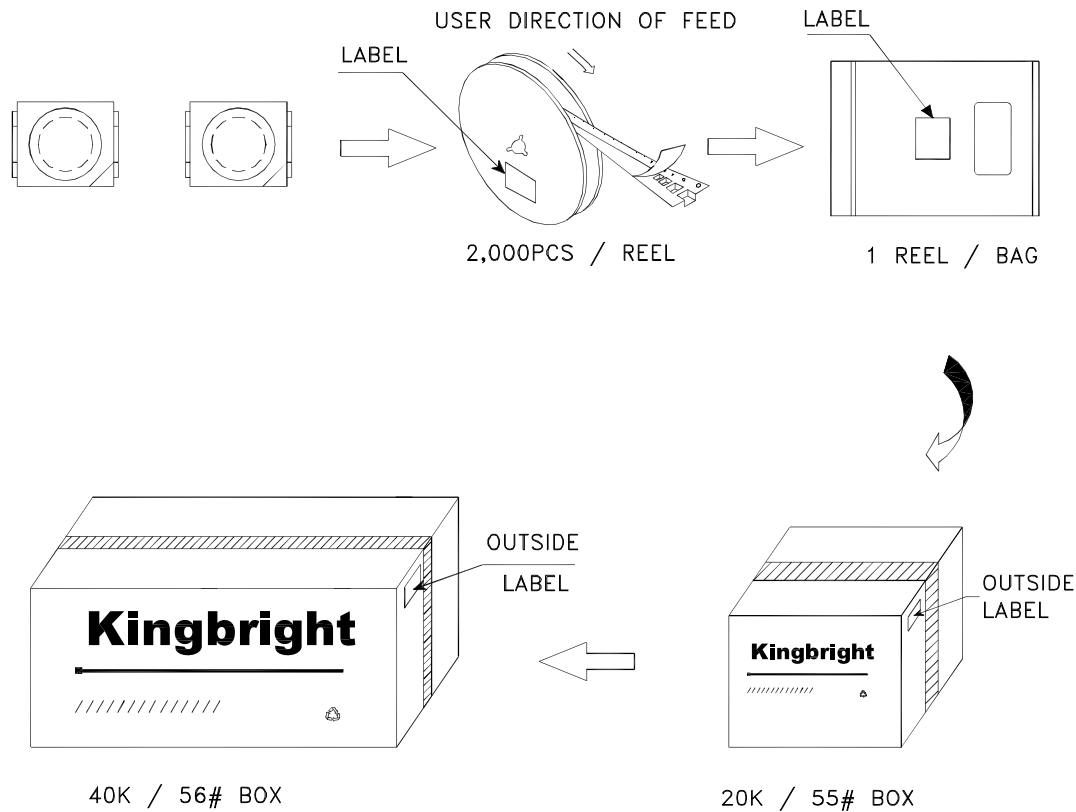 USER DIRECTION OF FEED
LABEL
LABEL
2,000PCS / REEL
1 REEL / BAG
OUTSIDE
LABEL
OUTSIDE
LABEL
Kingbright
Kingbright
40K / 56# BOX
20K / 55# BOX